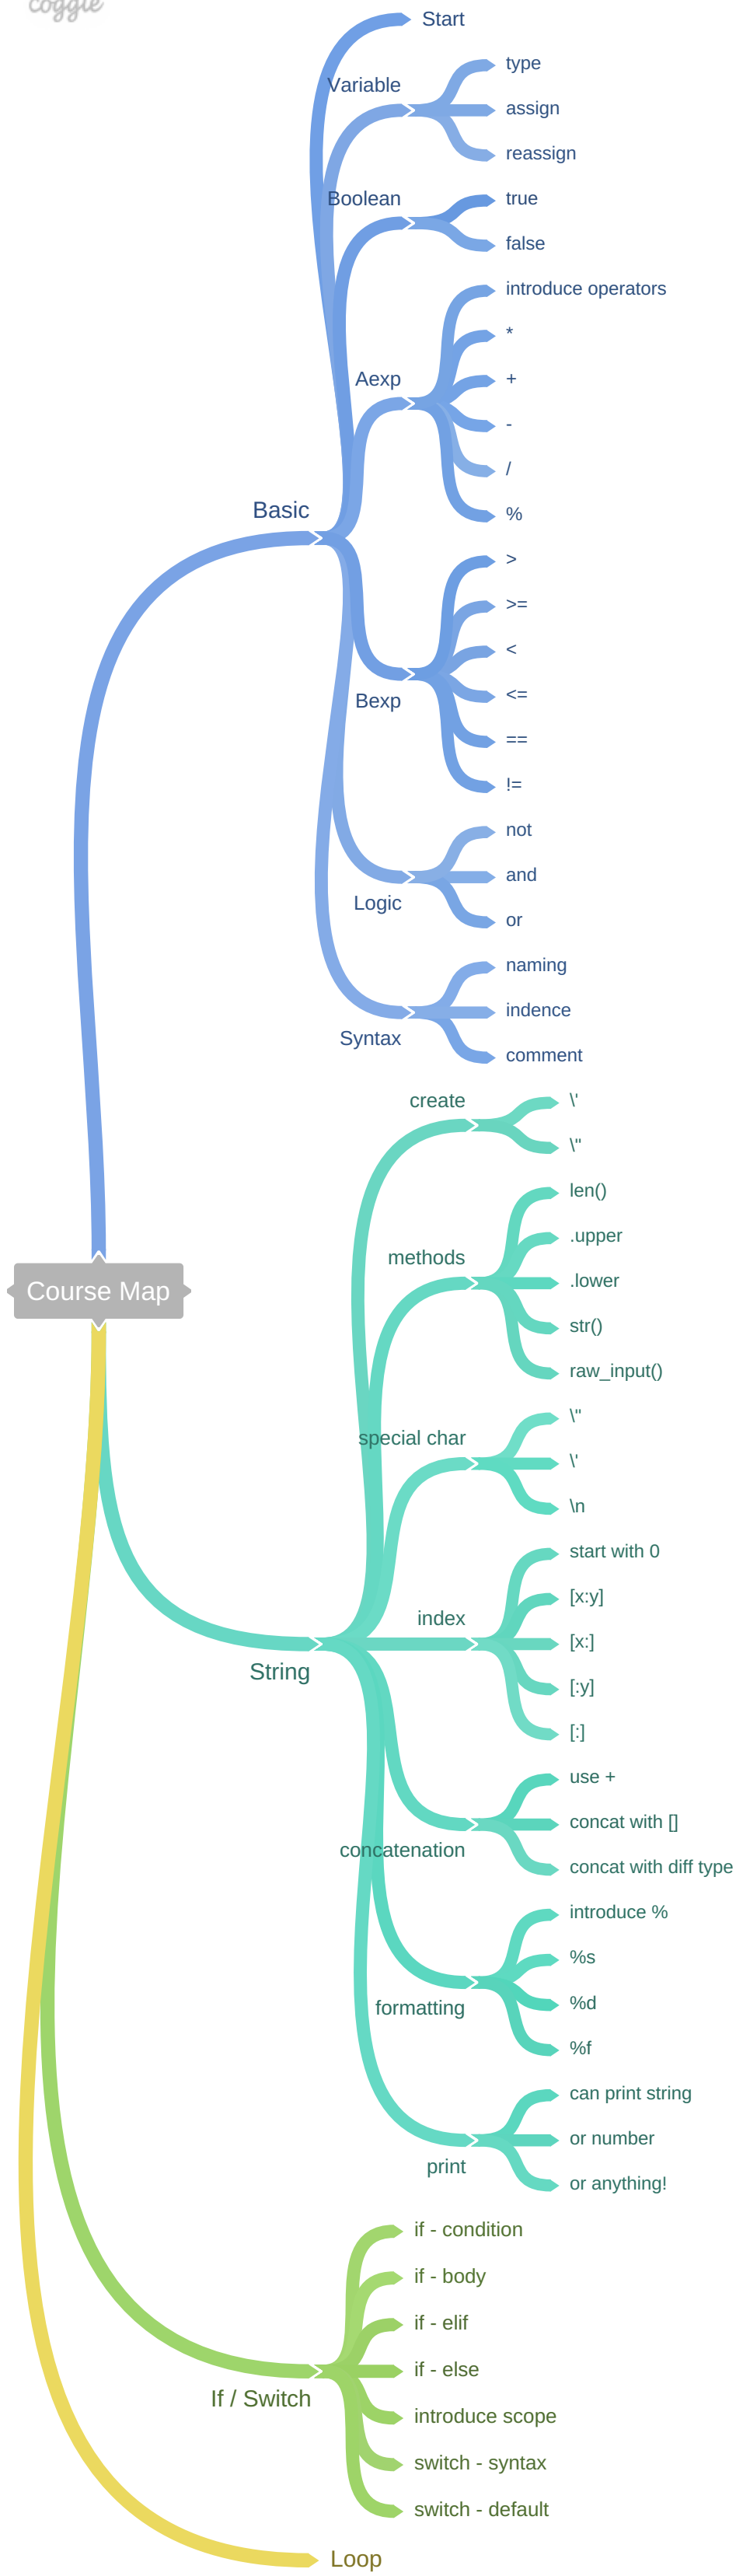 coggle
Start
Variable
type
assign
reassign
Boolean
true
false
Aexp
introduce operators
*
+
-
/
%
Basic
Bexp
>
>=
<
<=
==
!=
Logic
not
and
or
Syntax
naming
indence
comment
Course Map
create
\'
\"
methods
len()
.upper
.lower
str()
raw_input()
special char
\"
\'
\n
String
index
start with 0
[x:y]
[x:]
[:y]
[:]
concatenation
use +
concat with []
concat with diff type
formatting
introduce %
%s
%d
%f
print
can print string
or number
or anything!
If / Switch
if - condition
if - body
if - elif
if - else
introduce scope
switch - syntax
switch - default
Loop